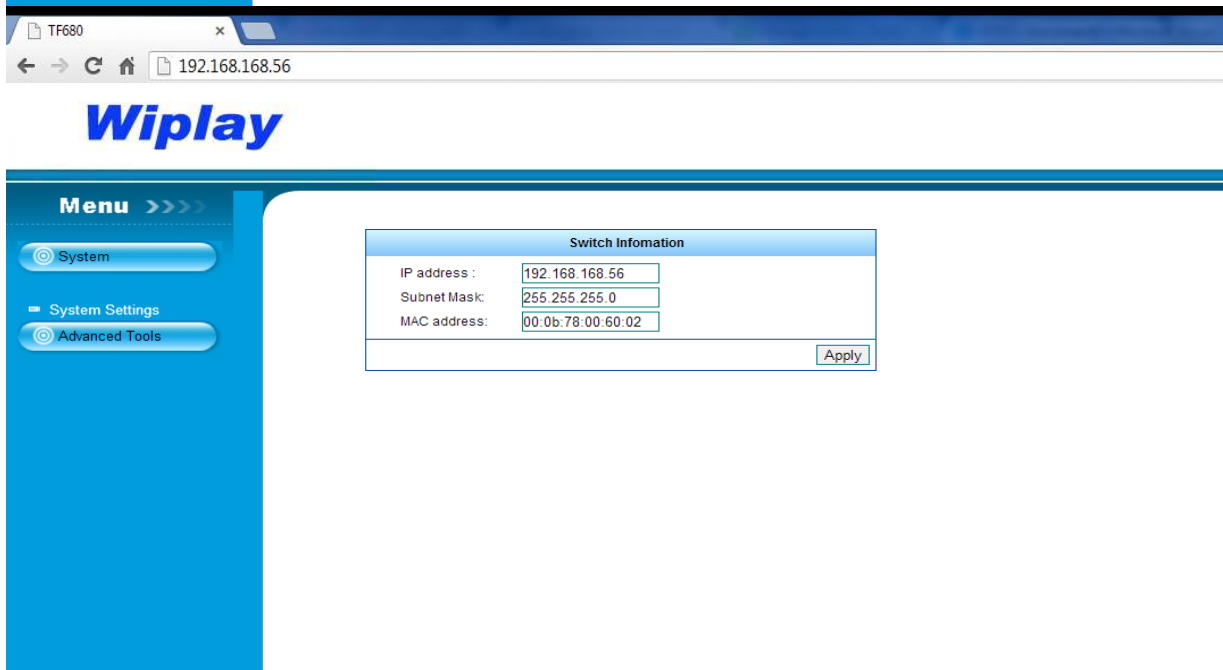 TF680 ×
192.168.168.56
Wiplay
Menu >>>>
System
System Settings
Advanced Tools
Switch Infomation
IP address : 192.168.168.56
Subnet Mask: 255.255.255.0
MAC address: 00:0b:78:00:60:02
Apply